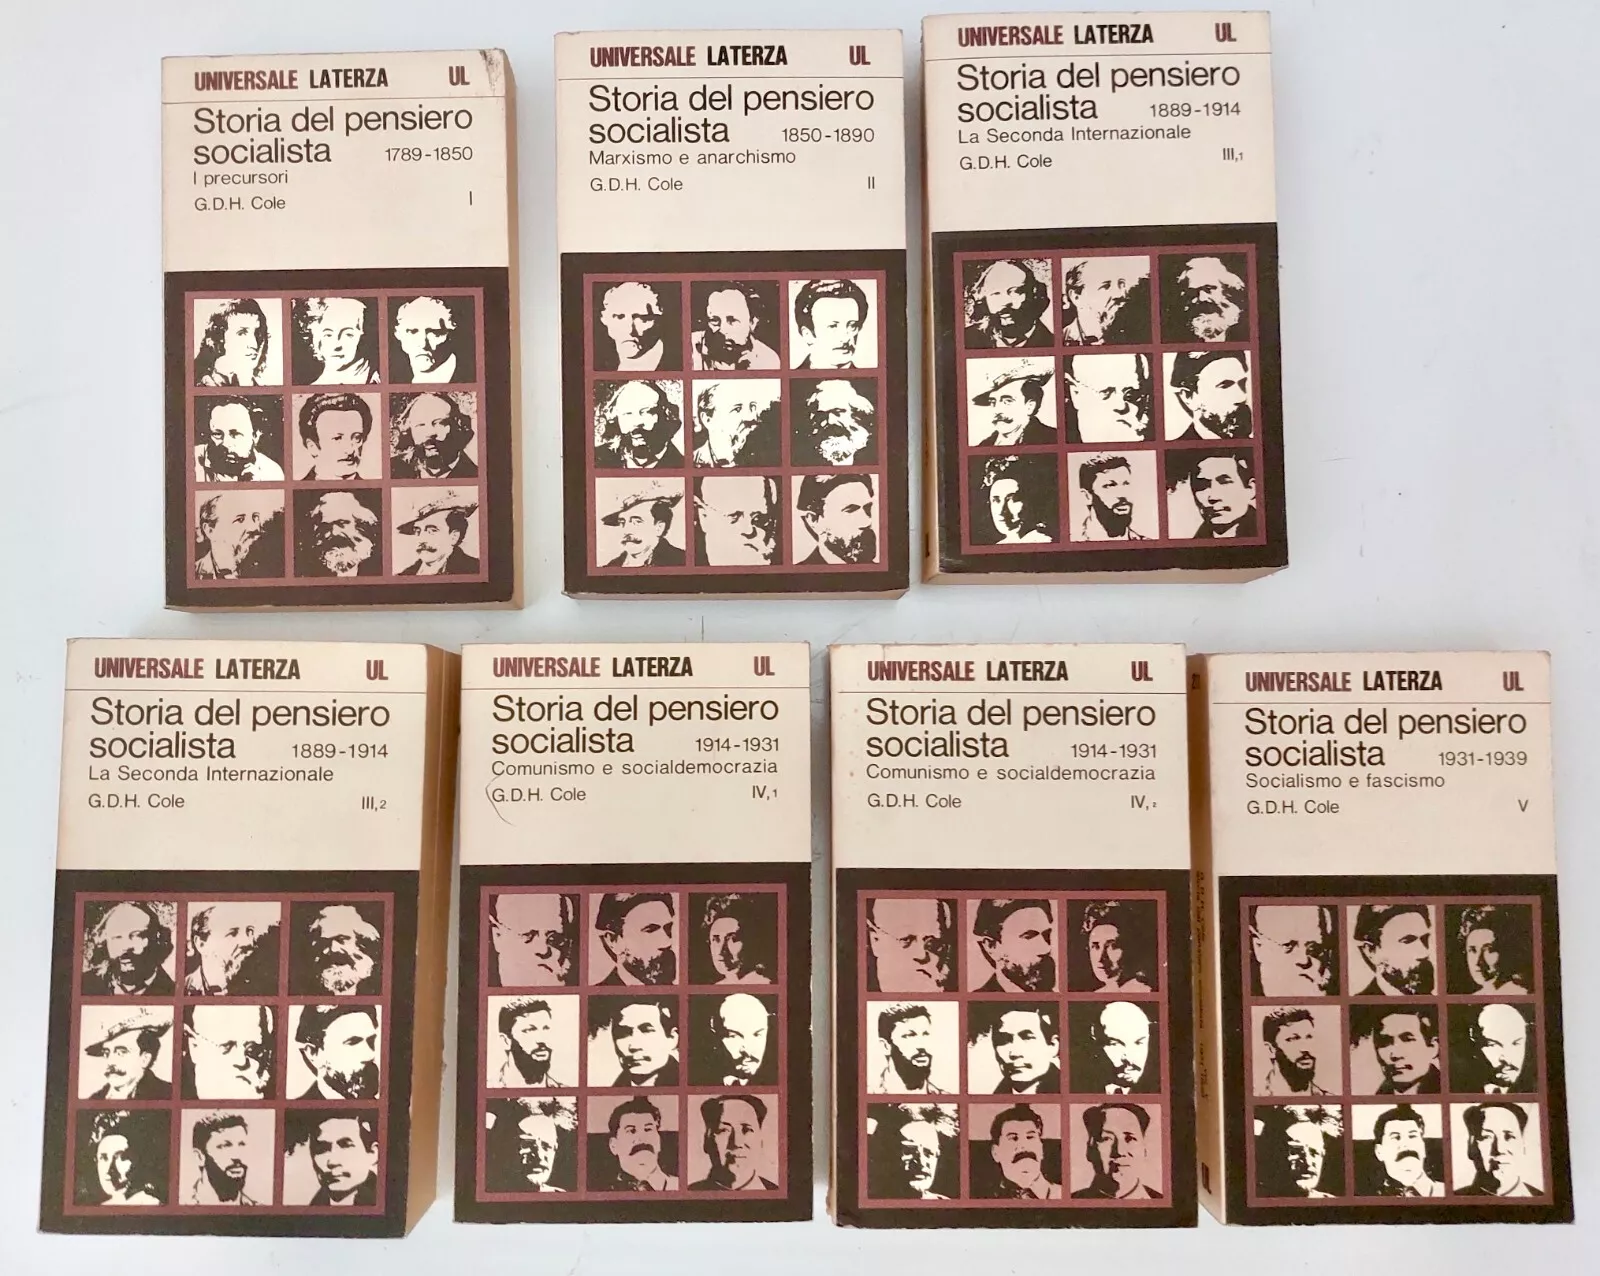 UNIVERSALE LATERZA UL
Storia del pensiero
socialista 1789-1850
I precursori
G.D.H. Cole I
UNIVERSALE LATERZA UL
Storia del pensiero
socialista 1850-1890
Marxismo e anarchismo
G.D.H. Cole II
UNIVERSALE LATERZA UL
Storia del pensiero
socialista 1889-1914
La Seconda Internazionale
G.D.H. Cole III,1
UNIVERSALE LATERZA UL
Storia del pensiero
socialista 1889-1914
La Seconda Internazionale
G.D.H. Cole III,2
UNIVERSALE LATERZA UL
Storia del pensiero
socialista 1914-1931
Comunismo e socialdemocrazia
G.D.H. Cole IV,1
UNIVERSALE LATERZA UL
Storia del pensiero
socialista 1914-1931
Comunismo e socialdemocrazia
G.D.H. Cole IV,2
UNIVERSALE LATERZA UL
Storia del pensiero
socialista 1931-1939
Socialismo e fascismo
G.D.H. Cole V